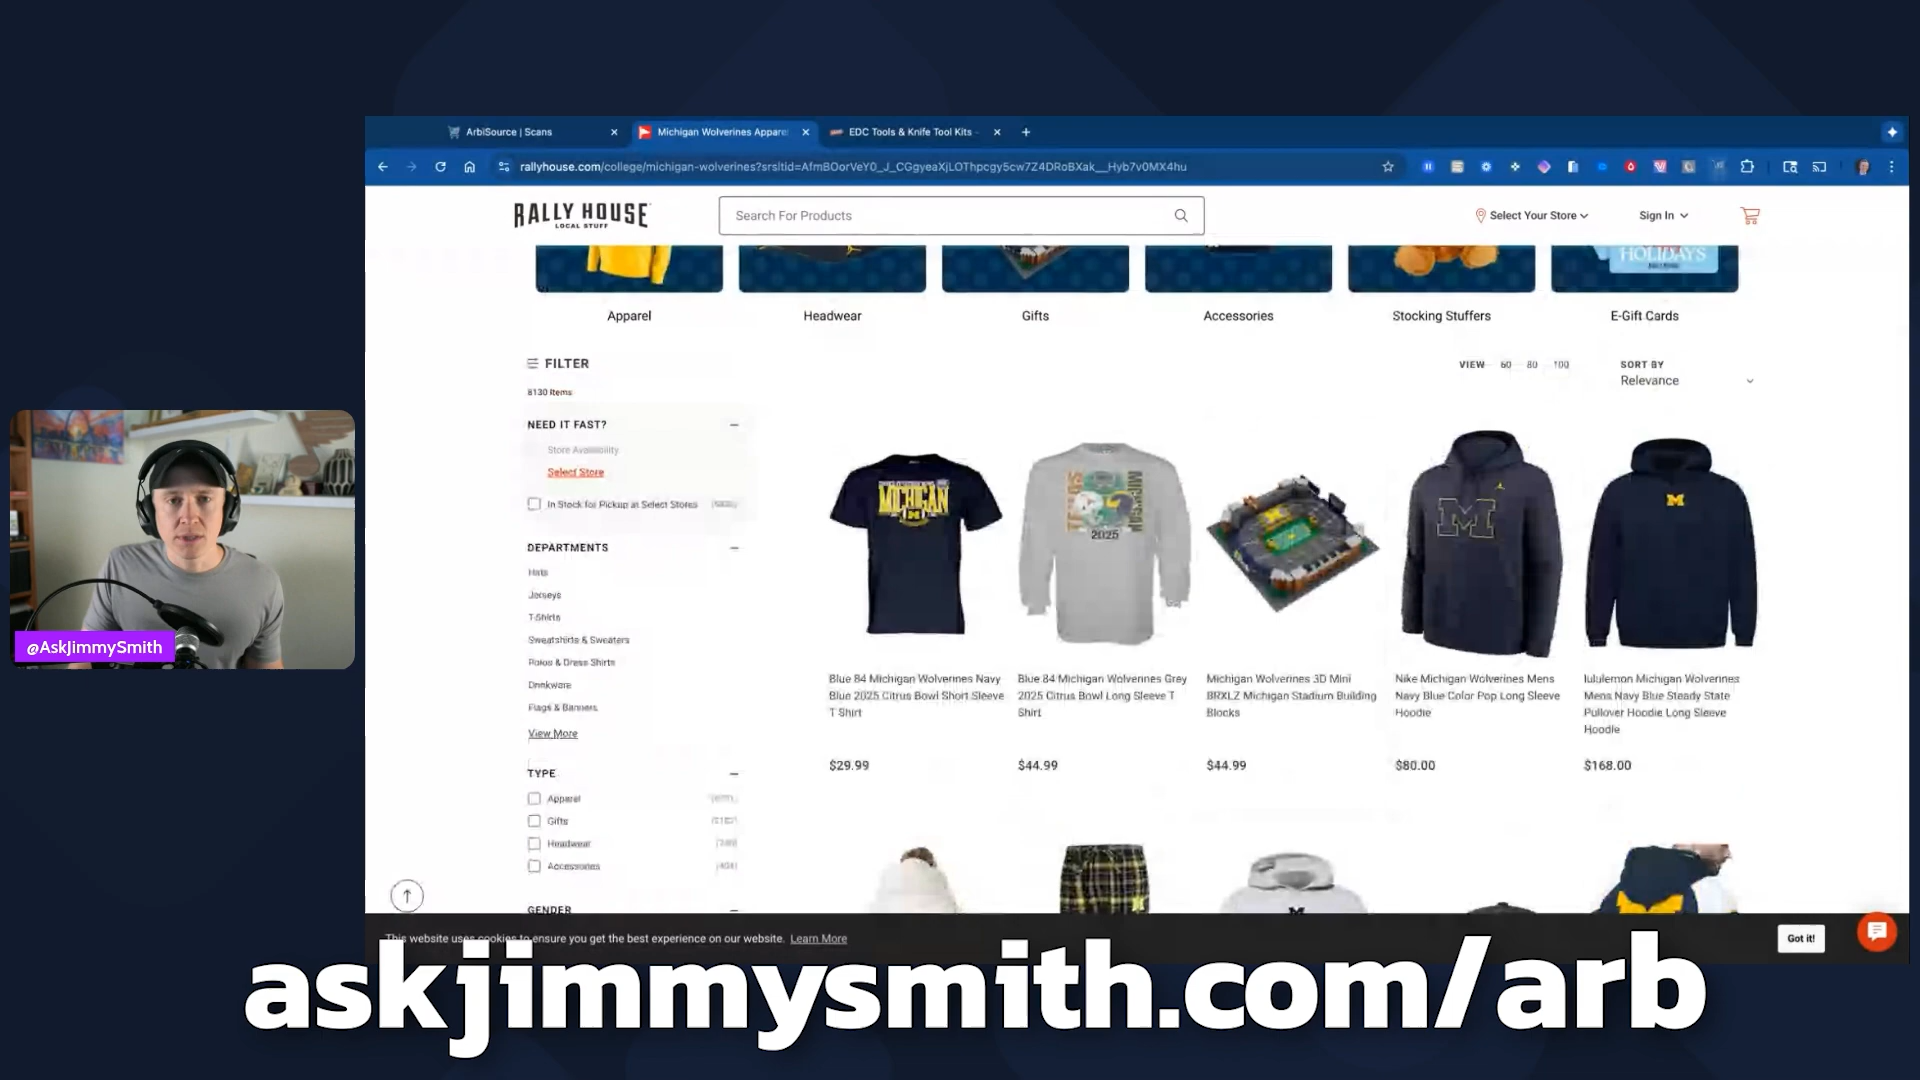 ArbiSource | Scans
Michigan Wolverines Appare
EDC Tools & Knife Tool Kits
rallyhouse.com/college/michigan-wolverines?srsltid=AfmBOorVeY0_J_CGgyeaXjLOThpcgy5cw7Z4DRoBXak__Hyb7v0MX4hu
RALLY HOUSE
LOCAL STUFF
Search For Products
Select Your Store
Sign In
HOLIDAYS
Apparel
Headwear
Gifts
Accessories
Stocking Stuffers
E-Gift Cards
FILTER
8130 Items
VIEW 60 80 100
SORT BY
Relevance
NEED IT FAST?
Store Availability
Select Store
In Stock for Pickup at Select Stores
DEPARTMENTS
Hats
Jerseys
T-Shirts
Sweatshirts & Sweaters
Polos & Dress Shirts
Drinkware
Flags & Banners
View More
TYPE
Apparel
Gifts
Headwear
Accessories
GENDER
MICHIGAN
MICHIGAN
2025
Blue 84 Michigan Wolverines Navy
Blue 2025 Citrus Bowl Short Sleeve
T Shirt
$29.99
Blue 84 Michigan Wolverines Grey
2025 Citrus Bowl Long Sleeve T
Shirt
$44.99
Michigan Wolverines 3D Mini
BRXLZ Michigan Stadium Building
Blocks
$44.99
Nike Michigan Wolverines Mens
Navy Blue Color Pop Long Sleeve
Hoodie
$80.00
lululemon Michigan Wolverines
Mens Navy Blue Steady State
Pullover Hoodie Long Sleeve
Hoodie
$168.00
@AskJimmySmith
This website uses cookies to ensure you get the best experience on our website. Learn More
Got it!
askjimmysmith.com/arb